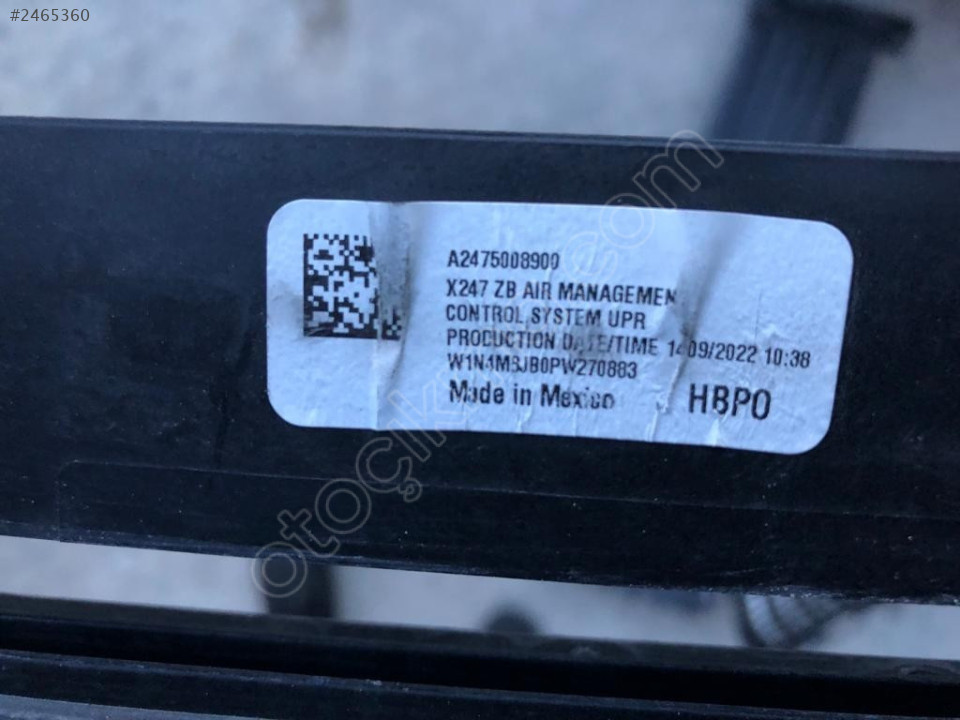 #2465360
A2475008900
X247 ZB AIR MANAGEMEN
CONTROL SYSTEM UPR
PRODUCTION DATE/TIME 14/09/2022 10:38
W1N4M8JB0PW270883
Made in Mexico HBPO
otoçık com